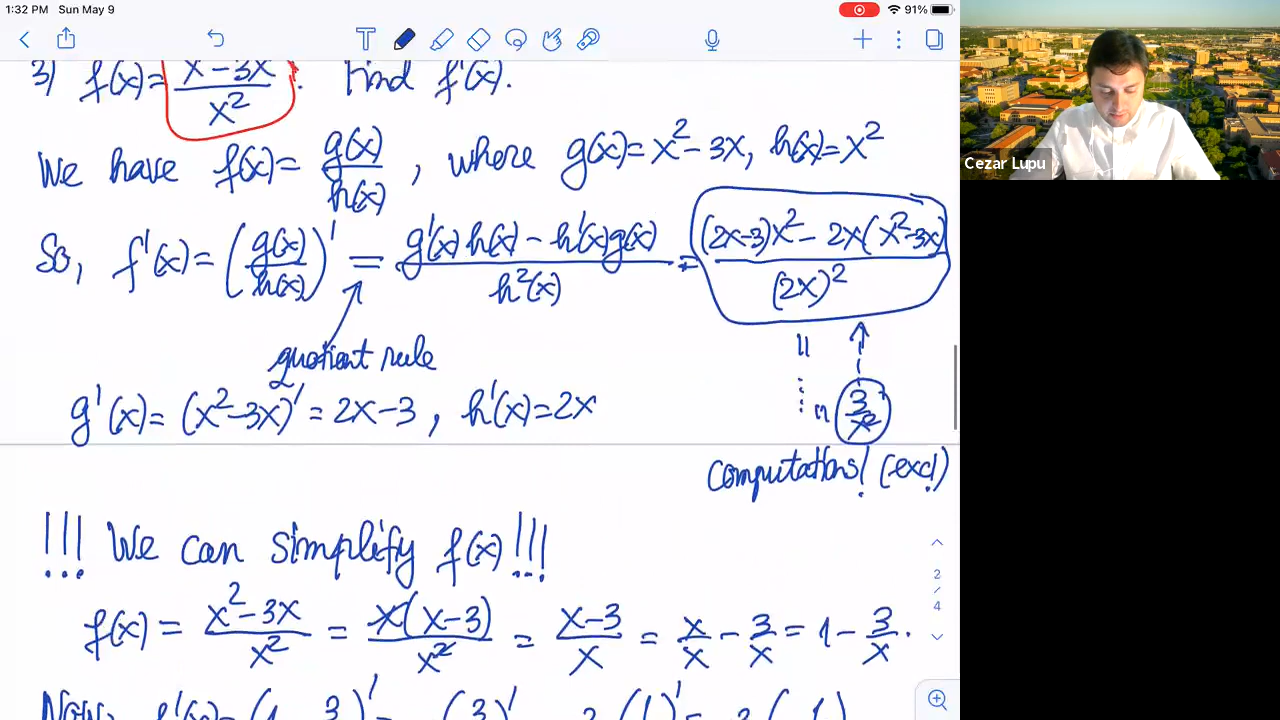 1:32 PM Sun May 9
91%
3) f(x)= x²-3x / x² . Find f'(x).
We have f(x)= g(x)/h(x) , where g(x)=x²-3x, h(x)=x²
So, f'(x)= (g(x)/h(x))' = g'(x)h(x)-h'(x)g(x) / h²(x) = (2x-3)x²-2x(x²-3x) / (2x)²
quotient rule
g'(x)= (x²-3x)' = 2x-3, h'(x)=2x
= ... = 3/x²
Computations! (exc!)
!!! We can simplify f(x)!!!
f(x)= x²-3x / x² = x(x-3) / x² = x-3 / x = x/x - 3/x = 1 - 3/x.
2/4
Cezar Lupu